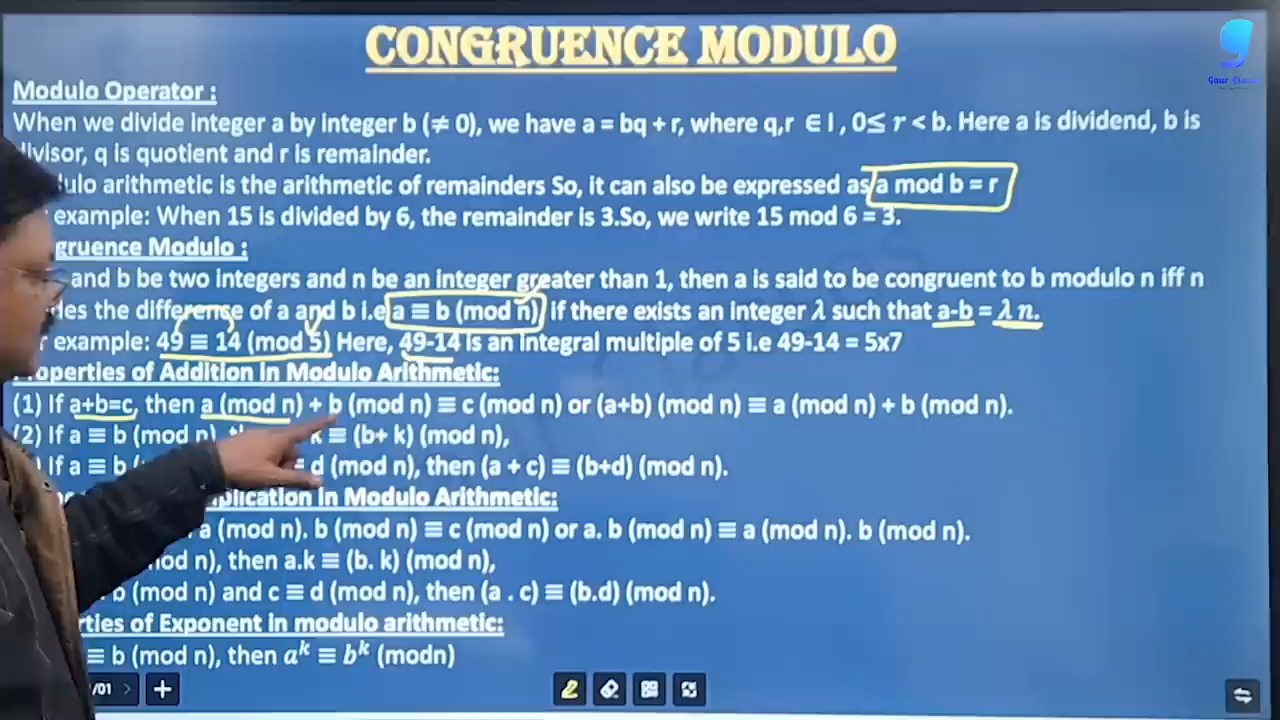 CONGRUENCE MODULO
Gaur Classes
Modulo Operator :
When we divide integer a by integer b (≠ 0), we have a = bq + r, where q,r ∈ I , 0≤ r < b. Here a is dividend, b is
divisor, q is quotient and r is remainder.
arithmetic is the arithmetic of remainders So, it can also be expressed as a mod b = r
example: When 15 is divided by 6, the remainder is 3.So, we write 15 mod 6 = 3.
Modulo :
and b be two integers and n be an integer greater than 1, then a is said to be congruent to b modulo n iff n
the difference of a and b i.e a ≡ b (mod n), if there exists an integer λ such that a-b = λ n.
example: 49 ≡ 14 (mod 5) Here, 49-14 is an integral multiple of 5 i.e 49-14 = 5x7
Properties of Addition in Modulo Arithmetic:
(1) If a+b=c, then a (mod n) + b (mod n) ≡ c (mod n) or (a+b) (mod n) ≡ a (mod n) + b (mod n).
(2) If a ≡ b (mod n), k ≡ (b+ k) (mod n),
If a ≡ b d (mod n), then (a + c) ≡ (b+d) (mod n).
in Modulo Arithmetic:
a (mod n). b (mod n) ≡ c (mod n) or a. b (mod n) ≡ a (mod n). b (mod n).
n), then a.k ≡ (b. k) (mod n),
b (mod n) and c ≡ d (mod n), then (a . c) ≡ (b.d) (mod n).
of Exponent in modulo arithmetic:
≡ b (mod n), then aᵏ ≡ bᵏ (modn)
/01 > +